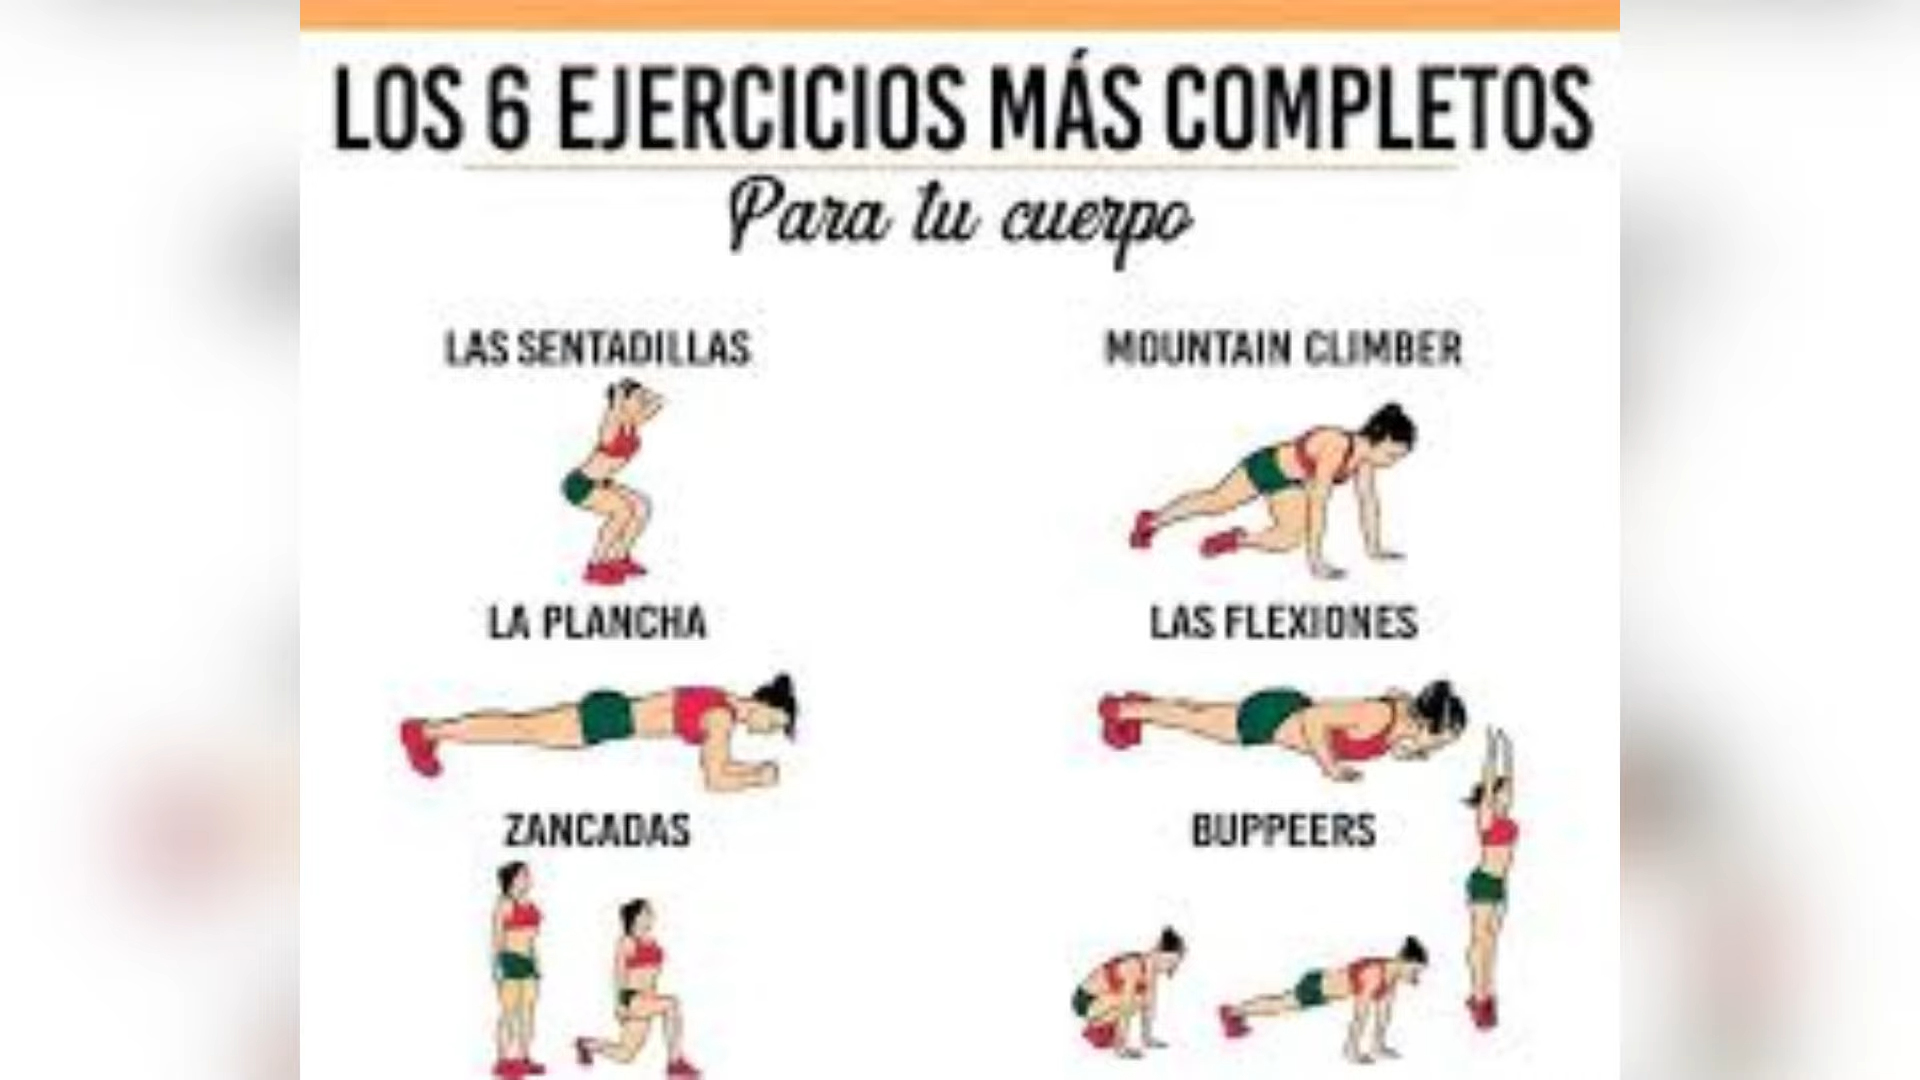 LOS 6 EJERCICIOS MÁS COMPLETOS
Para tu cuerpo
LAS SENTADILLAS
MOUNTAIN CLIMBER
LA PLANCHA
LAS FLEXIONES
ZANCADAS
BUPPEERS